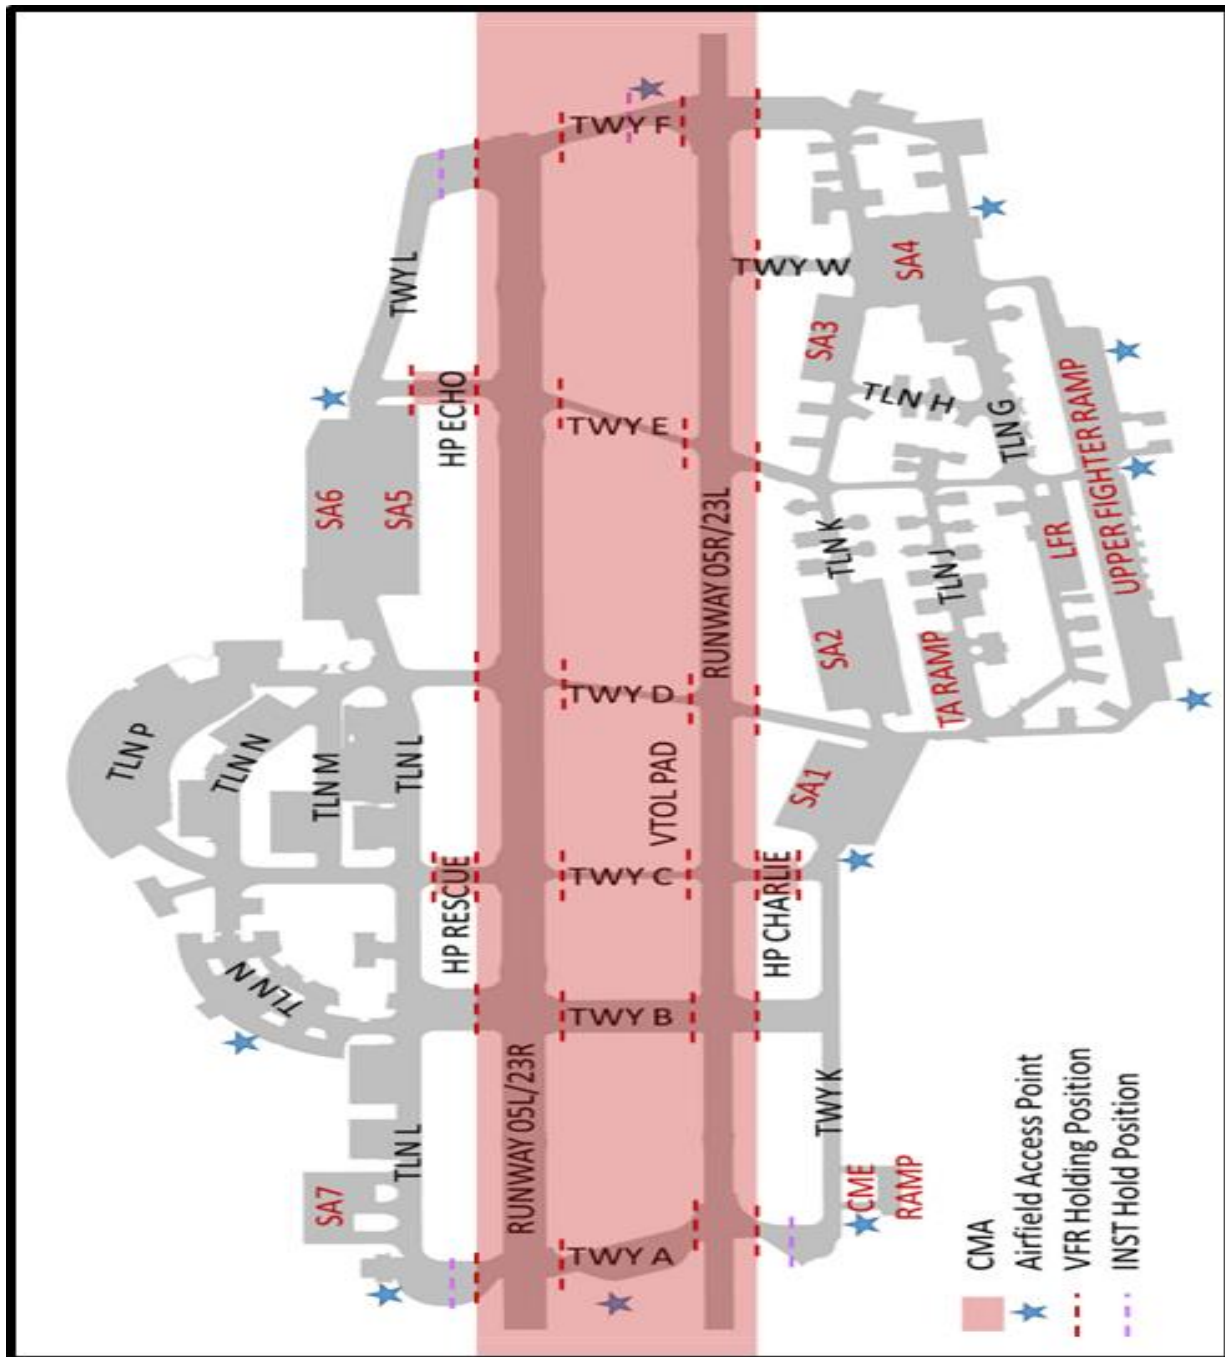 TWY F
TWY L
TWY W
SA4
SA3
HP ECHO
TWY E
TLN H
TLN G
UPPER FIGHTER RAMP
SA6
SA5
RUNWAY 05R/23L
TLN K
LFR
TLN J
SA2
TA RAMP
TWY D
TLN P
TLN N
TLN M
TLN L
VTOL PAD
SA1
HP RESCUE
TWY C
HP CHARLIE
TLN N
TWY B
RUNWAY 05L/23R
TWY K
TLN L
SA7
CME
RAMP
TWY A
CMA
Airfield Access Point
VFR Holding Position
INST Hold Position